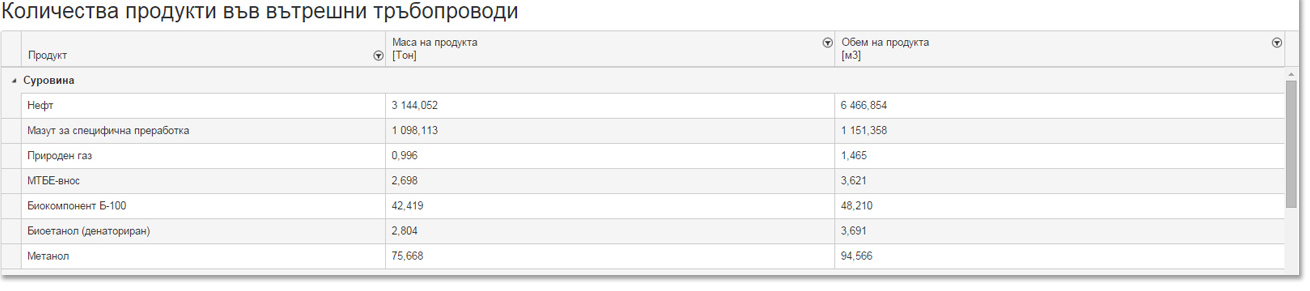 Количества продукти във вътрешни тръбопроводи
Продукт
Маса на продукта
[Тон]
Обем на продукта
[м3]
Суровина
Нефт 3 144,052 6 466,854
Мазут за специфична преработка 1 098,113 1 151,358
Природен газ 0,996 1,465
МТБЕ-внос 2,698 3,621
Биокомпонент Б-100 42,419 48,210
Биоетанол (денаториран) 2,804 3,691
Метанол 75,668 94,566